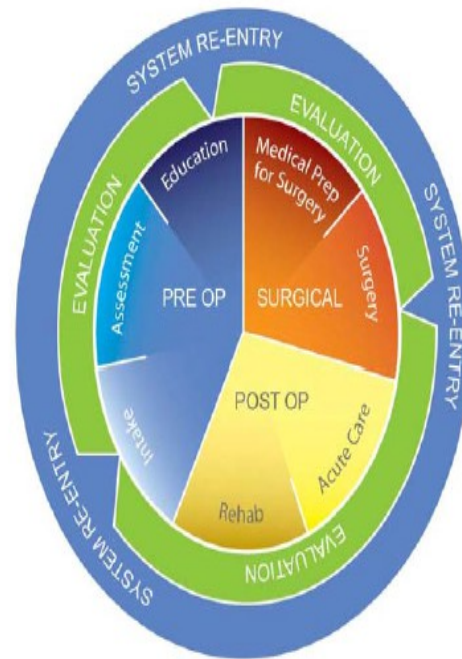 SYSTEM RE-ENTRY
EVALUATION
EVALUATION
SYSTEM RE-ENTRY
Education
Medical Prep
for Surgery
Assessment
PRE OP
SURGICAL
Surgery
POST OP
Intake
Rehab
Acute Care
SYSTEM RE-ENTRY
EVALUATION